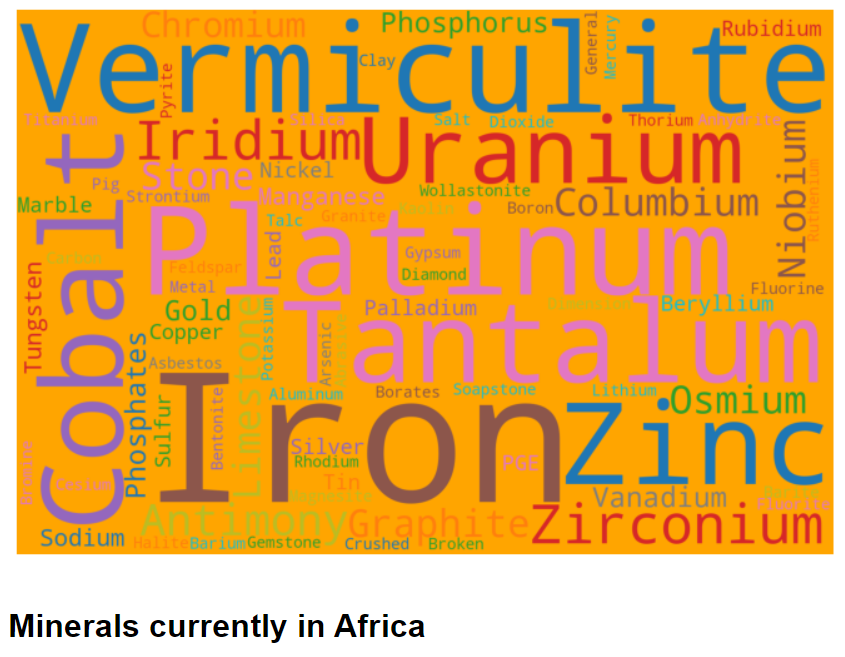 Chromium
Phosphorus
General
Mercury
Rubidium
Vermiculite
Clay
Pyrite
Titanium
Silica
Salt
Dioxide
Thorium
Anhydrite
Cobalt
Iridium
Uranium
Niobium
Stone
Nickel
Pig
Strontium
Manganese
Wollastonite
Columbium
Ruthenium
Marble
Talc
Granite
Boron
Platinum
Lead
Gypsum
Feldspar
Diamond
Metal
Fluorine
Tungsten
Gold
Copper
Limestone
Potassium
Palladium
Beryllium
Tantalum
Asbestos
Arsenic
Phosphates
Sulfur
Bentonite
Iron
Aluminum
Borates
Soapstone
Lithium
Osmium
Zinc
Silver
Rhodium
Tin
PGE
Vanadium
Bromine
Cesium
Fluorite
Antimony
Graphite
Zirconium
Sodium
Halite
Barium
Gemstone
Crushed
Broken
Minerals currently in Africa